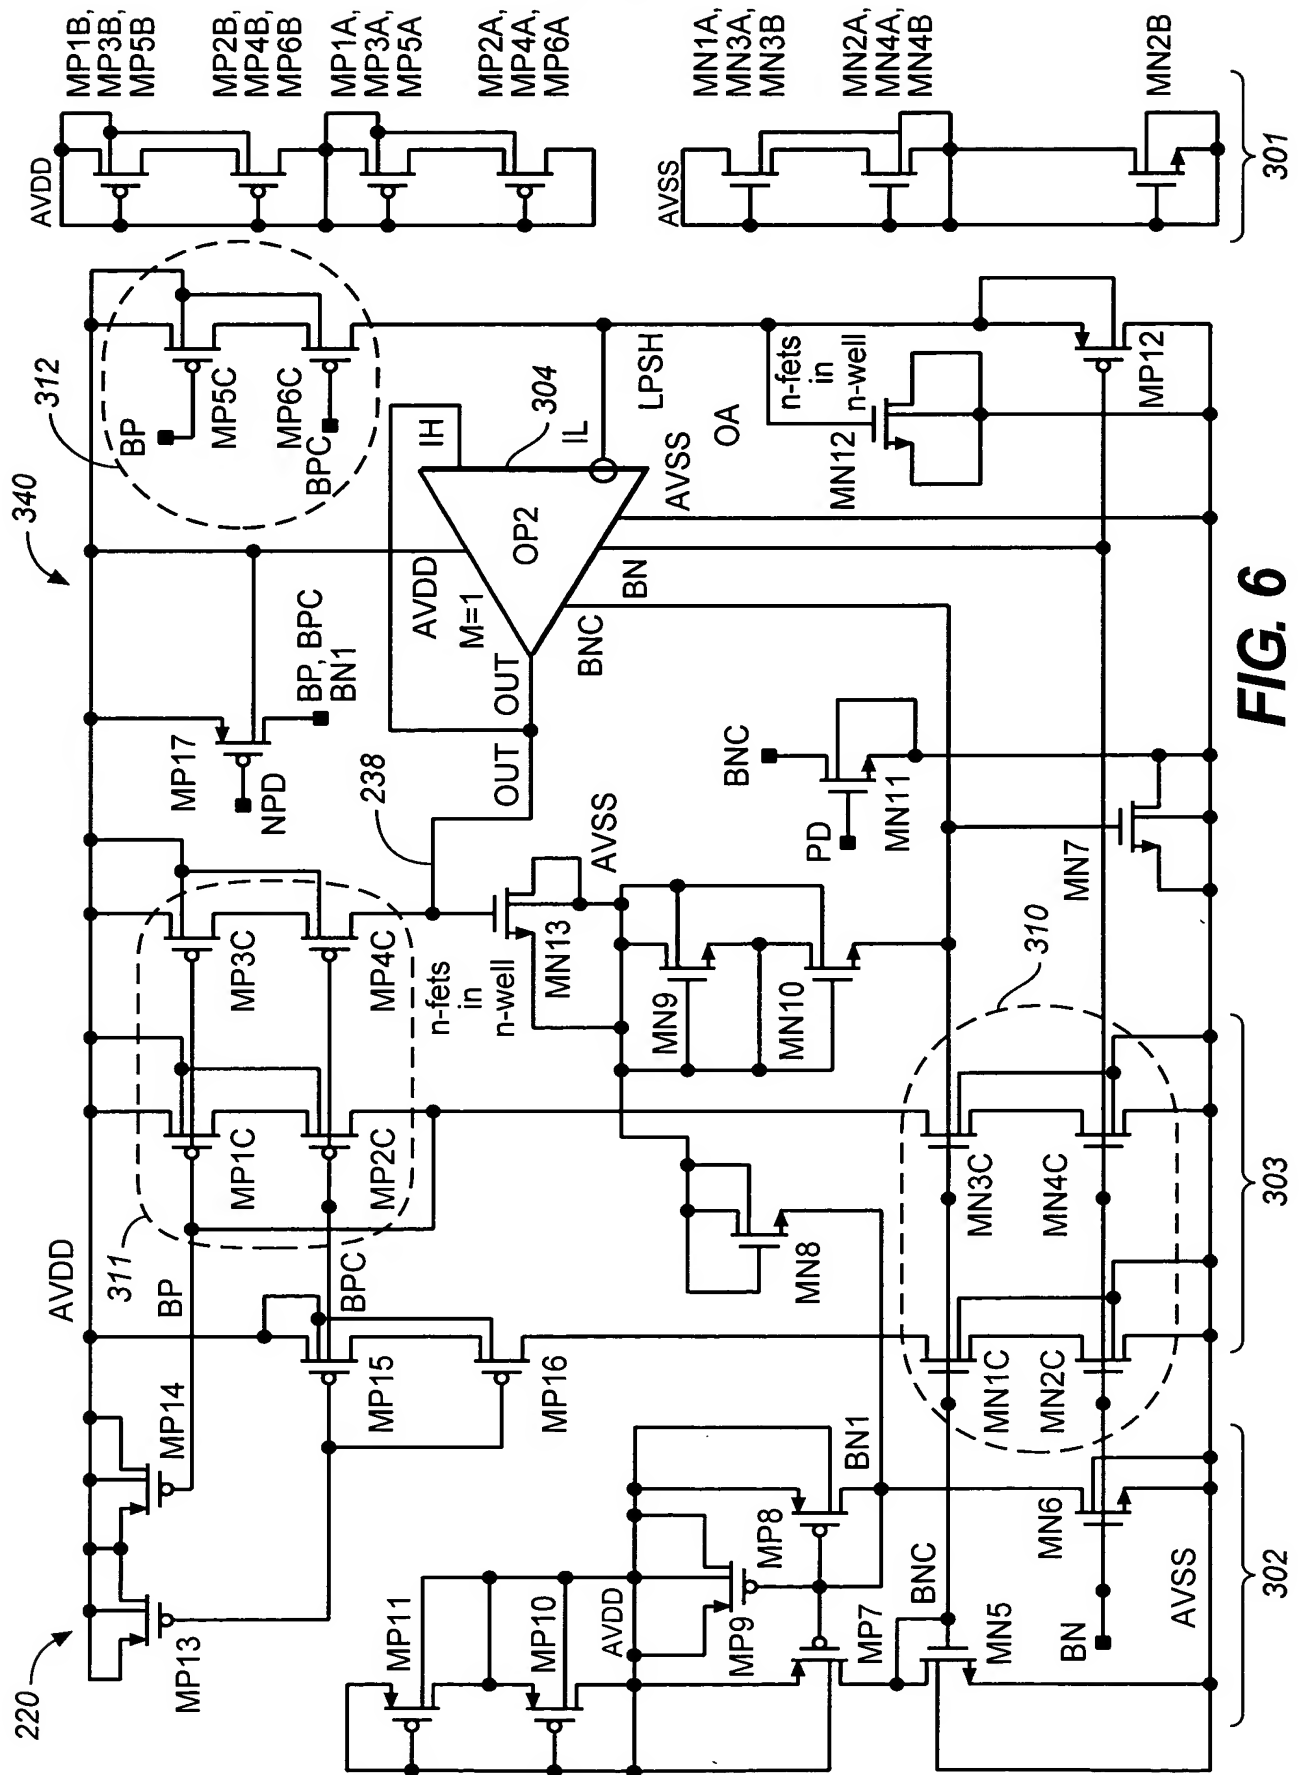 MP1B,
MP3B,
MP5B
MP2B,
MP4B,
MP6B
MP1A,
MP3A,
MP5A
MP2A,
MP4A,
MP6A
MN1A,
MN3A,
MN3B
MN2A,
MN4A,
MN4B
MN2B
AVDD
AVSS
301
340
312
BP
MP5C
MP6C
BPC
304
IH
IL
LPSH
OA
AVSS
OP2
AVDD
M=1
OUT
BNC
BN
n-fets
in
n-well
MN12
MP12
MP17
NPD
BP, BPC
BN1
OUT
238
BNC
PD
MN11
MN7
FIG. 6
MP3C
MP4C
n-fets
in
n-well
MN13
AVSS
MN9
MN10
310
MP1C
MP2C
311
MN8
MN3C
MN4C
303
AVDD
BP
BPC
MP14
MP15
MP16
MN1C
MN2C
220
MP13
MP11
MP10
AVDD
MP9
MP8
BN1
MP7
BNC
MN5
MN6
BN
AVSS
302